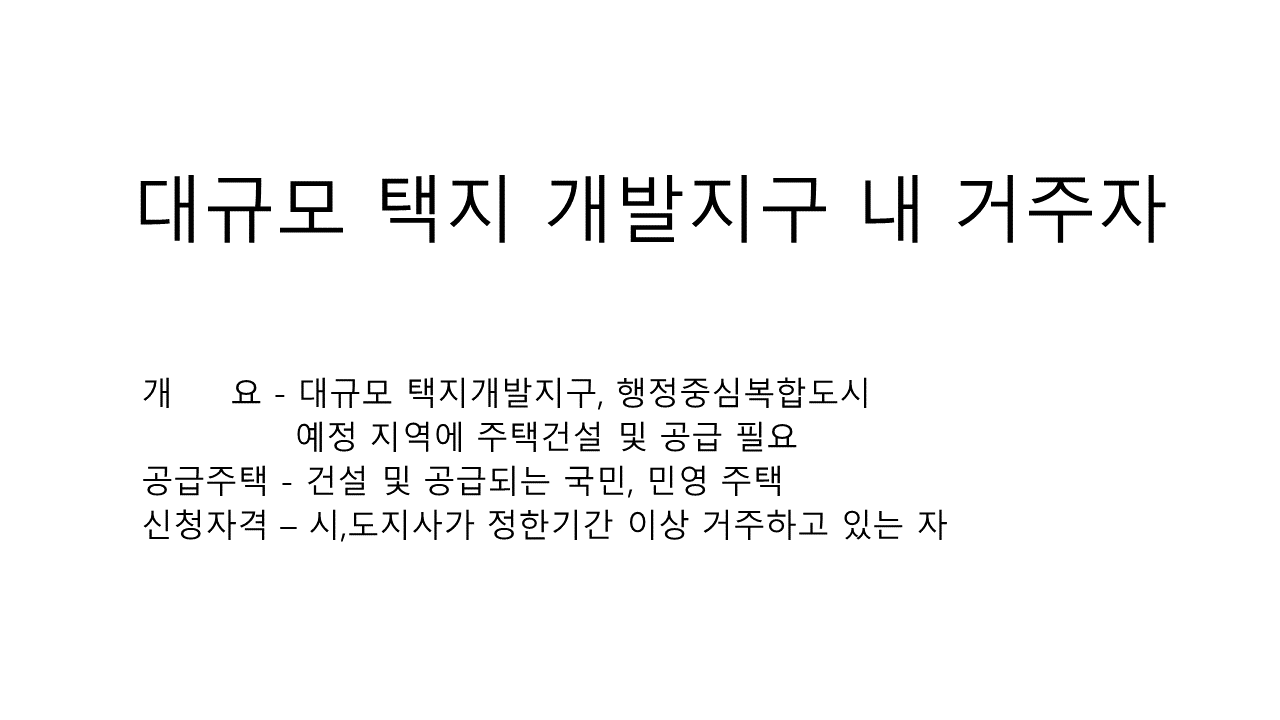 대규모 택지 개발지구 내 거주자
개 요 - 대규모 택지개발지구, 행정중심복합도시
예정 지역에 주택건설 및 공급 필요
공급주택 - 건설 및 공급되는 국민, 민영 주택
신청자격 – 시,도지사가 정한기간 이상 거주하고 있는 자